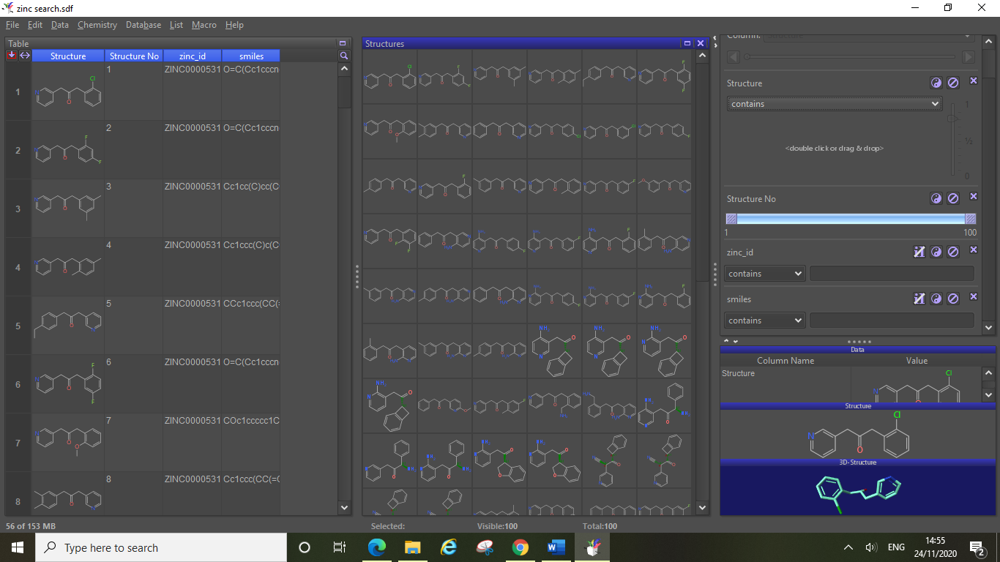 zinc search.sdf
File Edit Data Chemistry Database List Macro Help
Table
Structure Structure No zinc_id smiles
1 1 ZINC0000531 O=C(Cc1cccn
2 2 ZINC0000531 O=C(Cc1cccn
3 3 ZINC0000531 Cc1cc(C)cc(C
4 4 ZINC0000531 Cc1ccc(C)c(C
5 5 ZINC0000531 CCc1ccc(CC(=
6 6 ZINC0000531 O=C(Cc1cccn
7 7 ZINC0000531 COc1ccccc1C
8 8 ZINC0000531 Cc1ccc(CC(=O
Structures
Column: Structure
Structure
contains
1
½
0
<double click or drag & drop>
Structure No
1 100
zinc_id
contains
smiles
contains
Data
Column Name Value
Structure
Cl
N
O
Structure
Cl
N
O
3D-Structure
56 of 153 MB
Selected: Visible:100 Total:100
Type here to search
ENG
14:55
24/11/2020
2